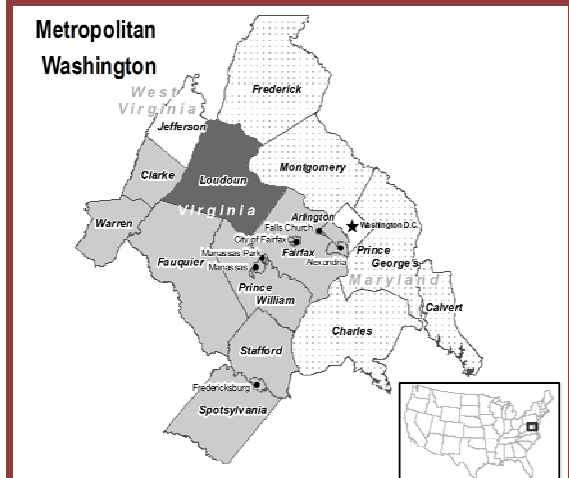 Metropolitan
Washington
Frederick
West
Virginia
Jefferson
Montgomery
Clarke
Loudoun
Virginia
Warren
Arlington
Falls Church
Washington D.C.
City of Fairfax
Fairfax
Manassas Park
Manassas
Alexandria
Prince
George's
Fauquier
Maryland
Prince
William
Calvert
Charles
Stafford
Fredericksburg
Spotsylvania